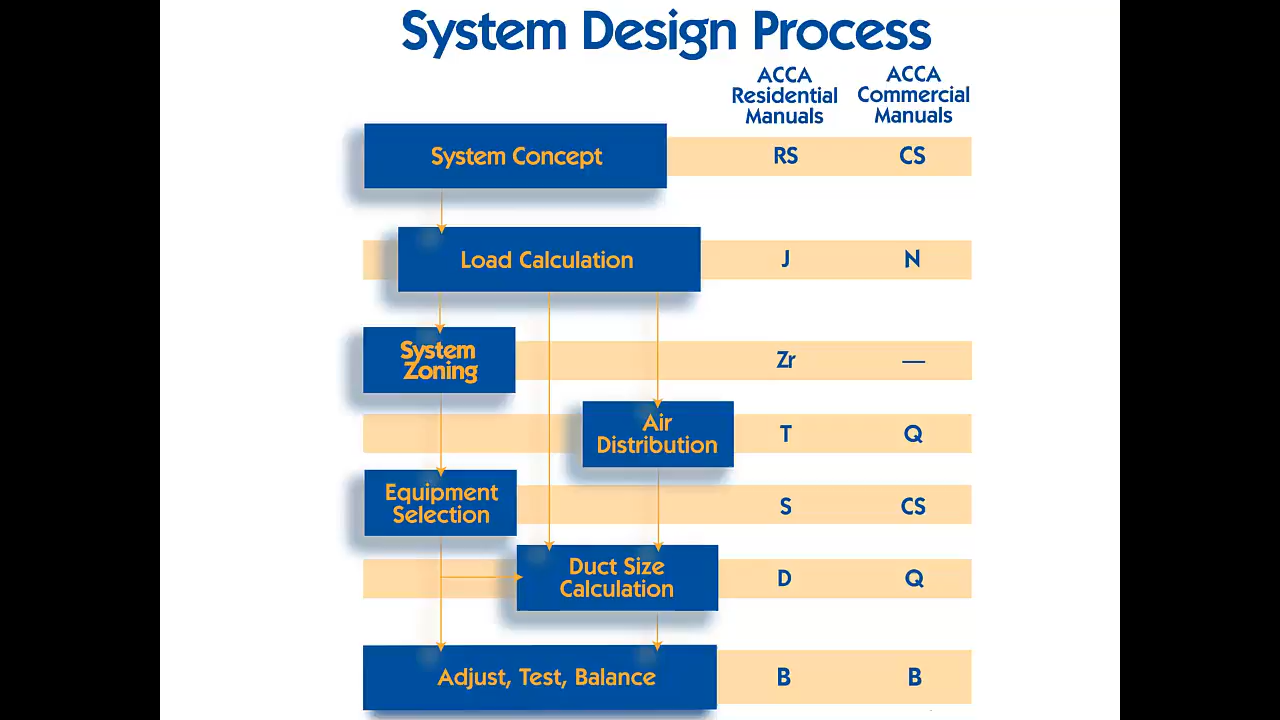 System Design Process
ACCA
Residential
Manuals
ACCA
Commercial
Manuals
System Concept
RS
CS
Load Calculation
J
N
System
Zoning
Zr
—
Air
Distribution
T
Q
Equipment
Selection
S
CS
Duct Size
Calculation
D
Q
Adjust, Test, Balance
B
B